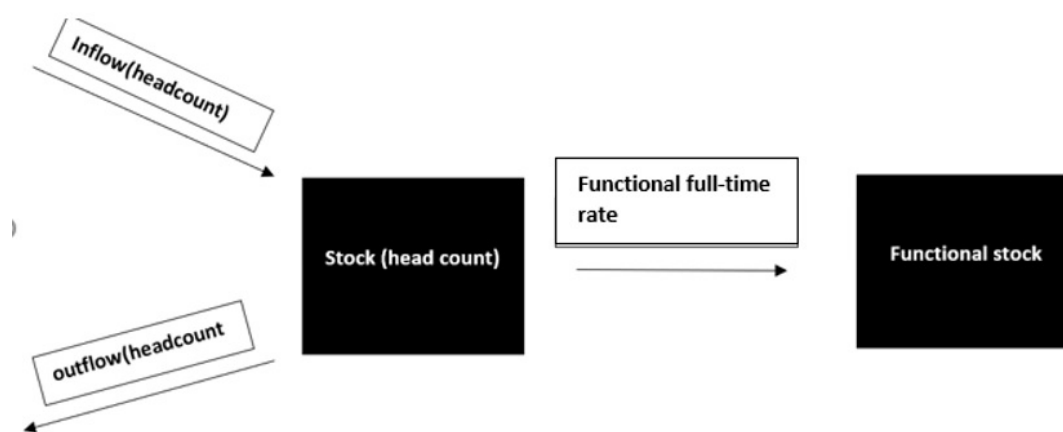 Inflow(headcount)
Functional full-time
rate
Stock (head count)
Functional stock
outflow(headcount